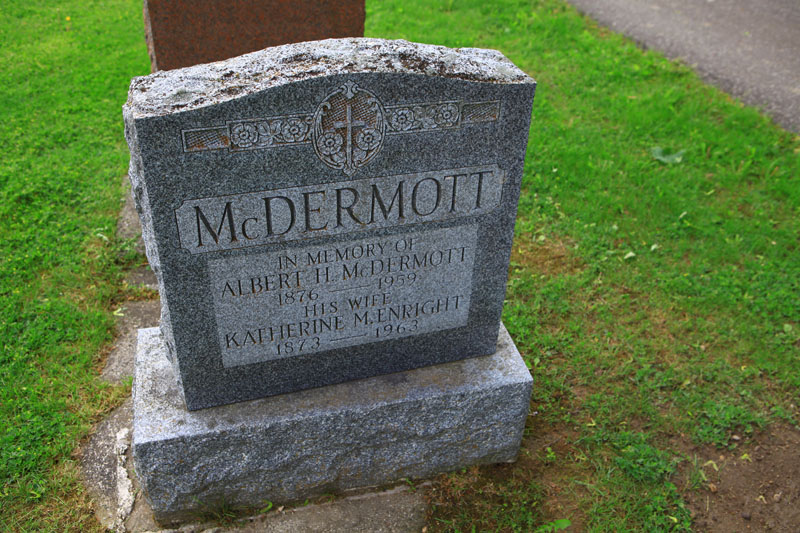 McDERMOTT
IN MEMORY OF
ALBERT H. McDERMOTT
1876 — 1959
HIS WIFE
KATHERINE M. ENRIGHT
1873 — 1963